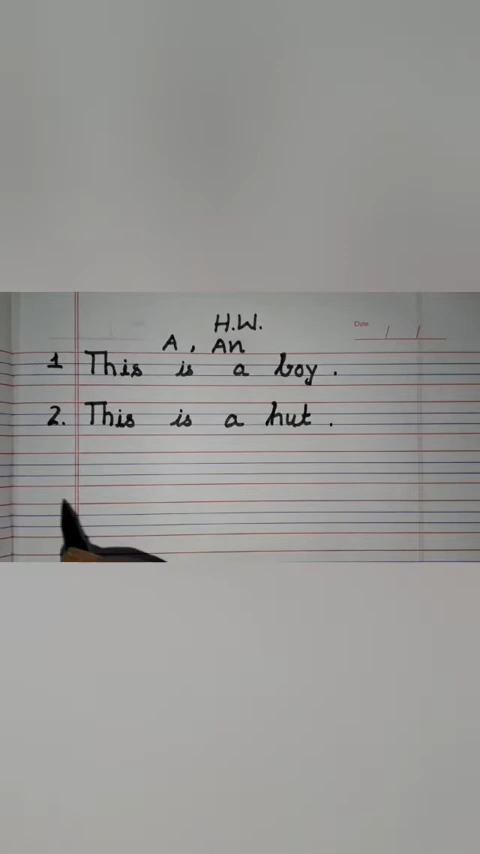 H.W.
Date / /
A, An
1 This is a boy.
2. This is a hut.